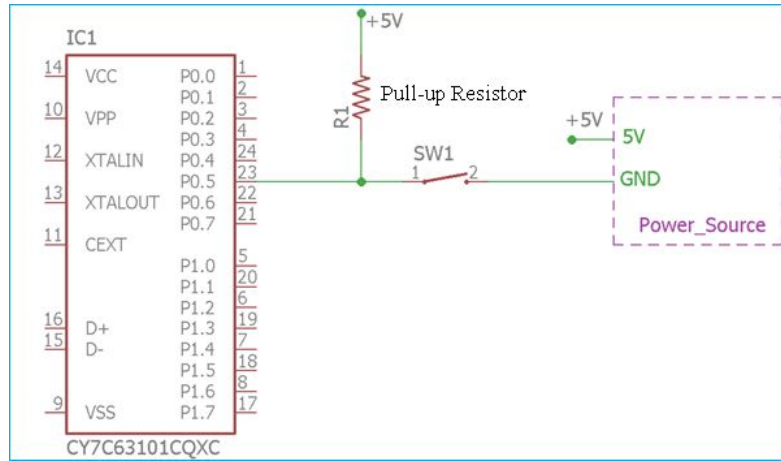 IC1
14 VCC P0.0 1
P0.1 2
10 VPP P0.2 3
P0.3 4
12 XTALIN P0.4 24
P0.5 23
13 XTALOUT P0.6 22
P0.7 21
11 CEXT
P1.0 5
P1.1 20
P1.2 6
16 D+ P1.3 19
15 D- P1.4 7
P1.5 18
P1.6 8
9 VSS P1.7 17
CY7C63101CQXC
+5V
R1 Pull-up Resistor
SW1
1 2
+5V 5V
GND
Power_Source